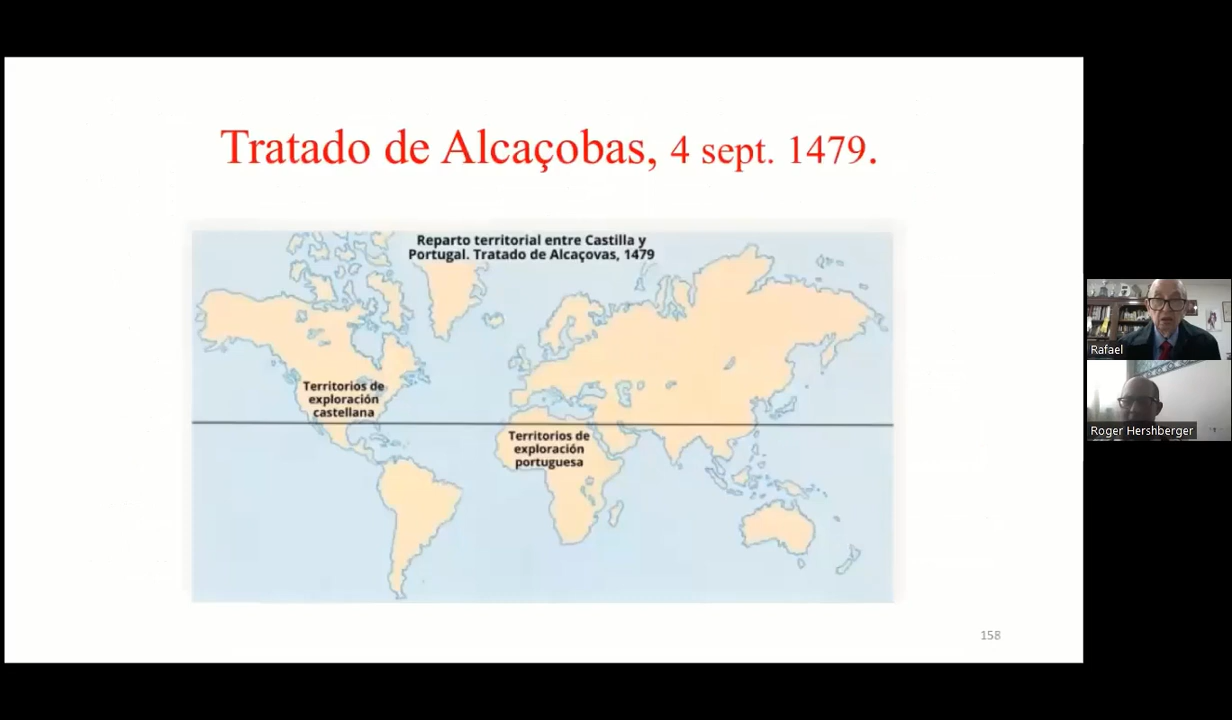 Tratado de Alcaçobas, 4 sept. 1479.
Reparto territorial entre Castilla y
Portugal. Tratado de Alcaçovas, 1479
Territorios de
exploración
castellana
Territorios de
exploración
portuguesa
158
Rafael
Roger Hershberger